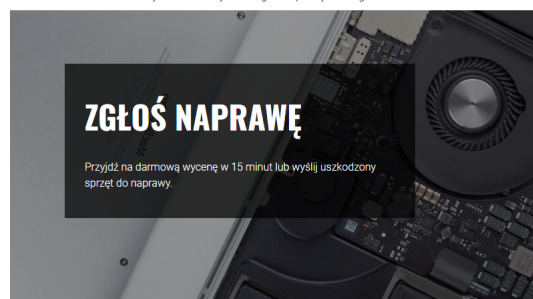 ZGŁOŚ NAPRAWĘ
Przyjdź na darmową wycenę w 15 minut lub wyślij uszkodzony
sprzęt do naprawy.